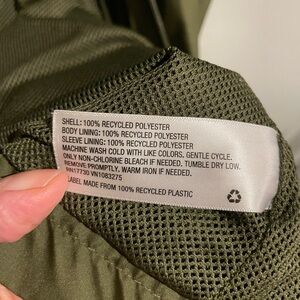 SHELL: 100% RECYCLED POLYESTER
BODY LINING: 100% RECYCLED POLYESTER
SLEEVE LINING: 100% RECYCLED POLYESTER
MACHINE WASH COLD WITH LIKE COLORS. GENTLE CYCLE.
ONLY NON-CHLORINE BLEACH IF NEEDED. TUMBLE DRY LOW.
REMOVE PROMPTLY. WARM IRON IF NEEDED.
RN17730 VN1083275
LABEL MADE FROM 100% RECYCLED PLASTIC